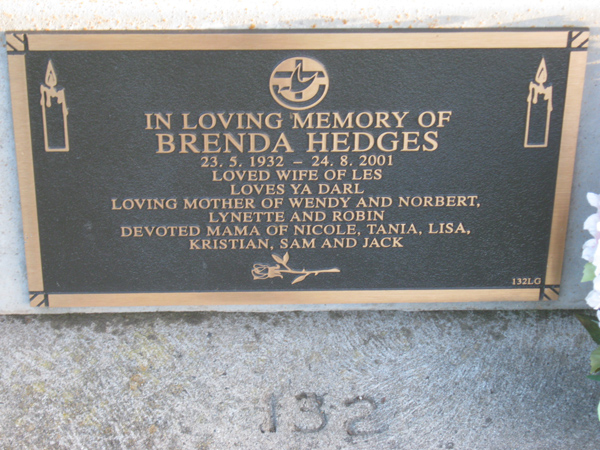 IN LOVING MEMORY OF
BRENDA HEDGES
23. 5. 1932 – 24. 8. 2001
LOVED WIFE OF LES
LOVES YA DARL
LOVING MOTHER OF WENDY AND NORBERT,
LYNETTE AND ROBIN
DEVOTED MAMA OF NICOLE, TANIA, LISA,
KRISTIAN, SAM AND JACK
132LG
132